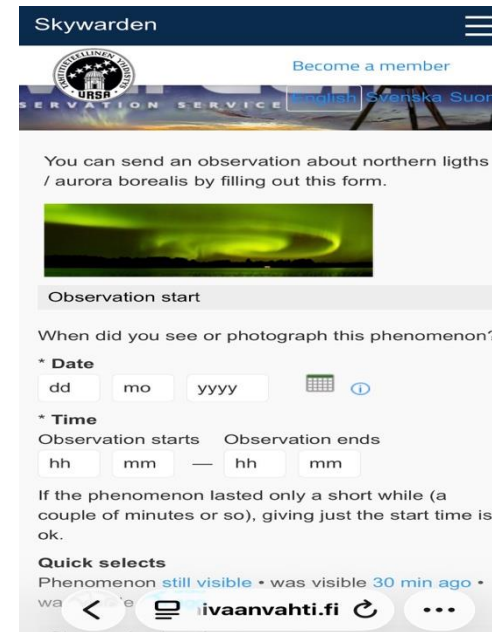 Skywarden
URSA
Become a member
SERVATION SERVICE
English Svenska Suor
You can send an observation about northern ligths
/ aurora borealis by filling out this form.
Observation start
When did you see or photograph this phenomenon?
* Date
dd mo yyyy
* Time
Observation starts Observation ends
hh mm — hh mm
If the phenomenon lasted only a short while (a
couple of minutes or so), giving just the start time is
ok.
Quick selects
Phenomenon still visible • was visible 30 min ago •
ivaanvahti.fi